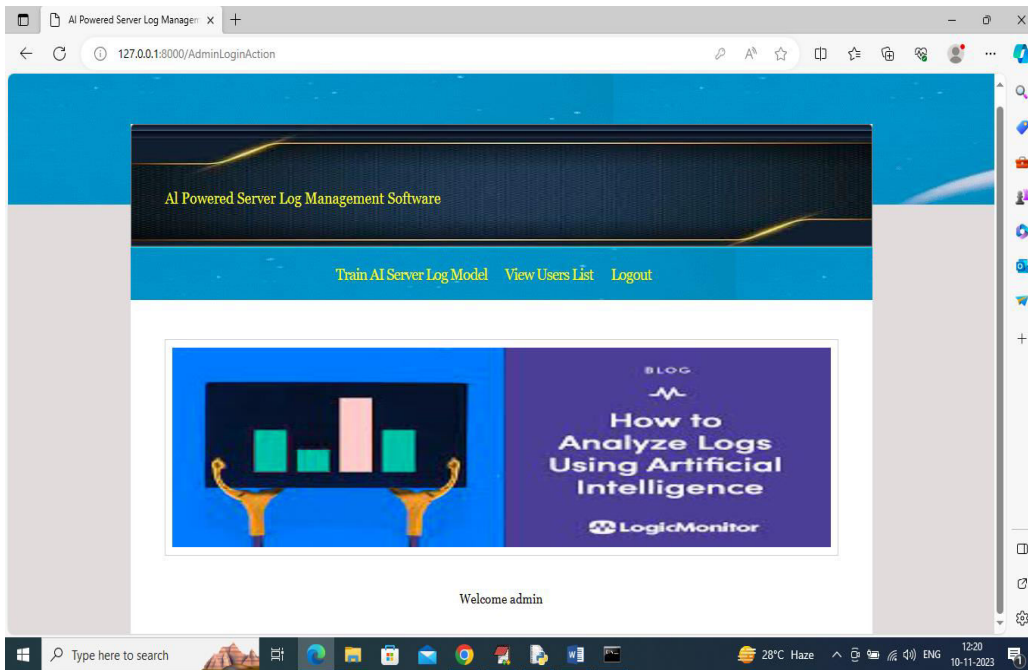 AI Powered Server Log Managem
127.0.0.1:8000/AdminLoginAction
AI Powered Server Log Management Software
Train AI Server Log Model View Users List Logout
BLOG
How to
Analyze Logs
Using Artificial
Intelligence
LogicMonitor
Welcome admin
Type here to search
28°C Haze
ENG
12:20
10-11-2023